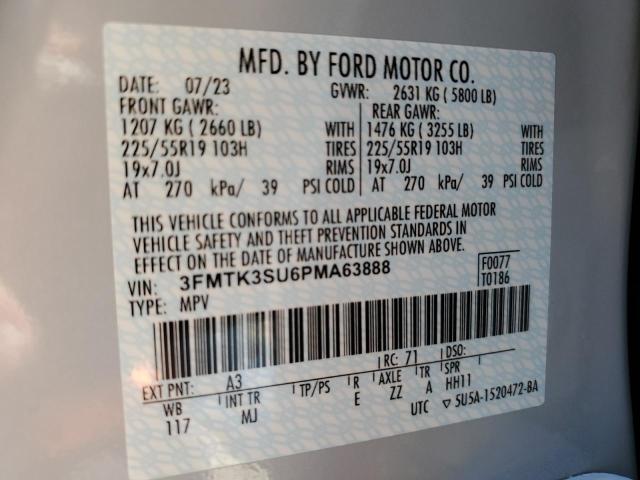 MFD. BY FORD MOTOR CO.
DATE: 07/23 GVWR: 2631 KG ( 5800 LB)
FRONT GAWR: REAR GAWR:
1207 KG ( 2660 LB) WITH 1476 KG ( 3255 LB) WITH
225/55R19 103H TIRES 225/55R19 103H TIRES
19x7.0J RIMS 19x7.0J RIMS
AT 270 kPa/ 39 PSI COLD AT 270 kPa/ 39 PSI COLD
THIS VEHICLE CONFORMS TO ALL APPLICABLE FEDERAL MOTOR
VEHICLE SAFETY AND THEFT PREVENTION STANDARDS IN
EFFECT ON THE DATE OF MANUFACTURE SHOWN ABOVE.
VIN: 3FMTK3SU6PMA63888 F0077
TYPE: MPV T0186
EXT PNT: A3 RC: 71 DSO:
WB INT TR TP/PS R AXLE TR SPR
117 MJ E ZZ A HH11
UTC 5U5A-1520472-BA